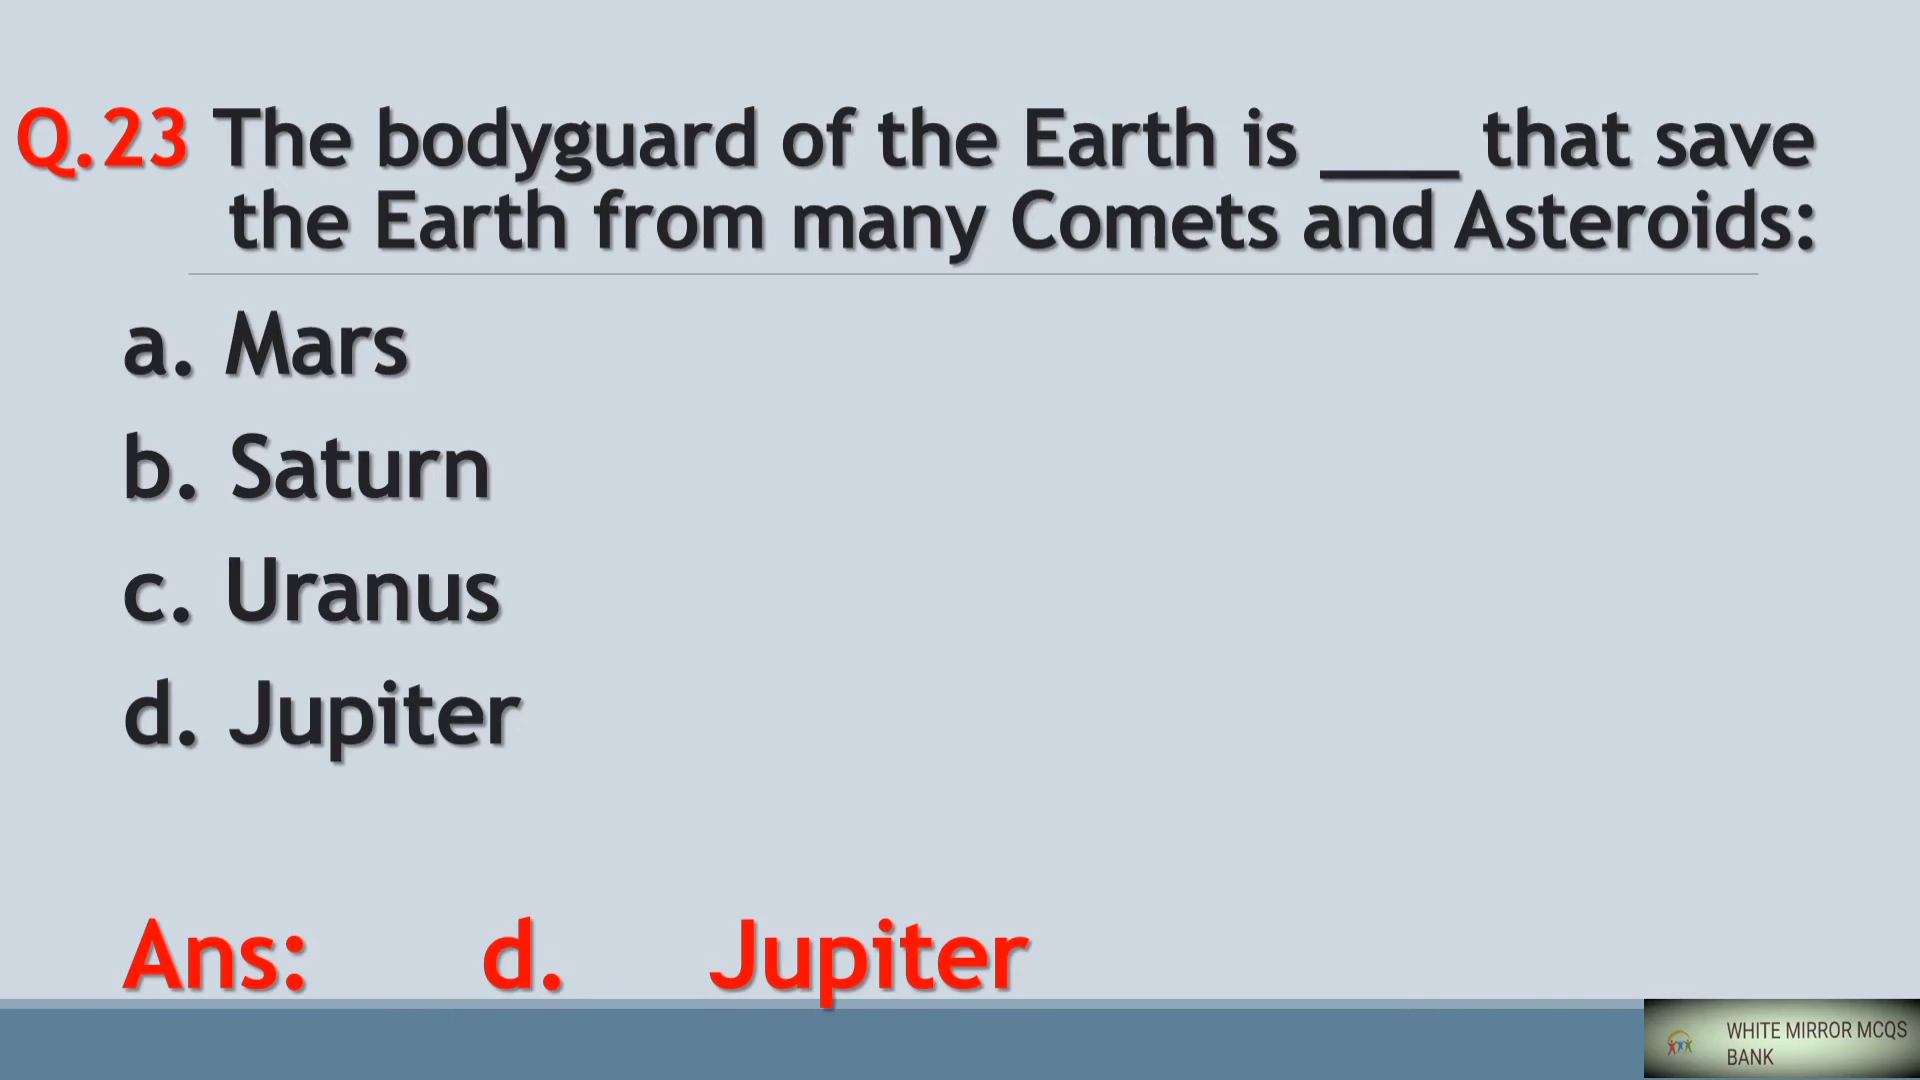 Q.23 The bodyguard of the Earth is ____ that save
the Earth from many Comets and Asteroids:
a. Mars
b. Saturn
c. Uranus
d. Jupiter
Ans: d. Jupiter
WHITE MIRROR MCQS
BANK